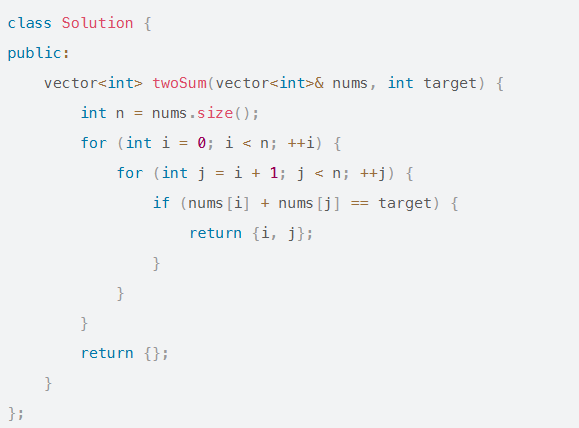 class Solution {
public:
    vector<int> twoSum(vector<int>& nums, int target) {
        int n = nums.size();
        for (int i = 0; i < n; ++i) {
            for (int j = i + 1; j < n; ++j) {
                if (nums[i] + nums[j] == target) {
                    return {i, j};
                }
            }
        }
        return {};
    }
};